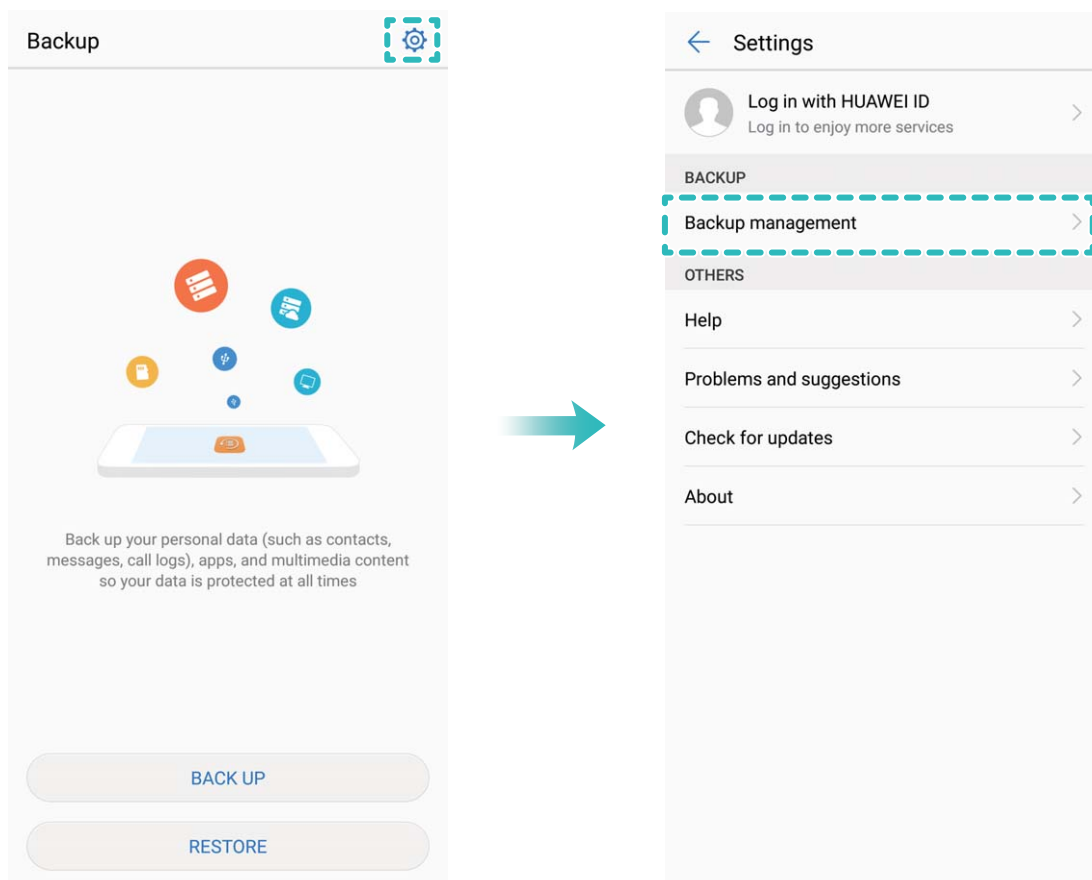 Backup
Back up your personal data (such as contacts,
messages, call logs), apps, and multimedia content
so your data is protected at all times
BACK UP
RESTORE
Settings
Log in with HUAWEI ID
Log in to enjoy more services
BACKUP
Backup management
OTHERS
Help
Problems and suggestions
Check for updates
About